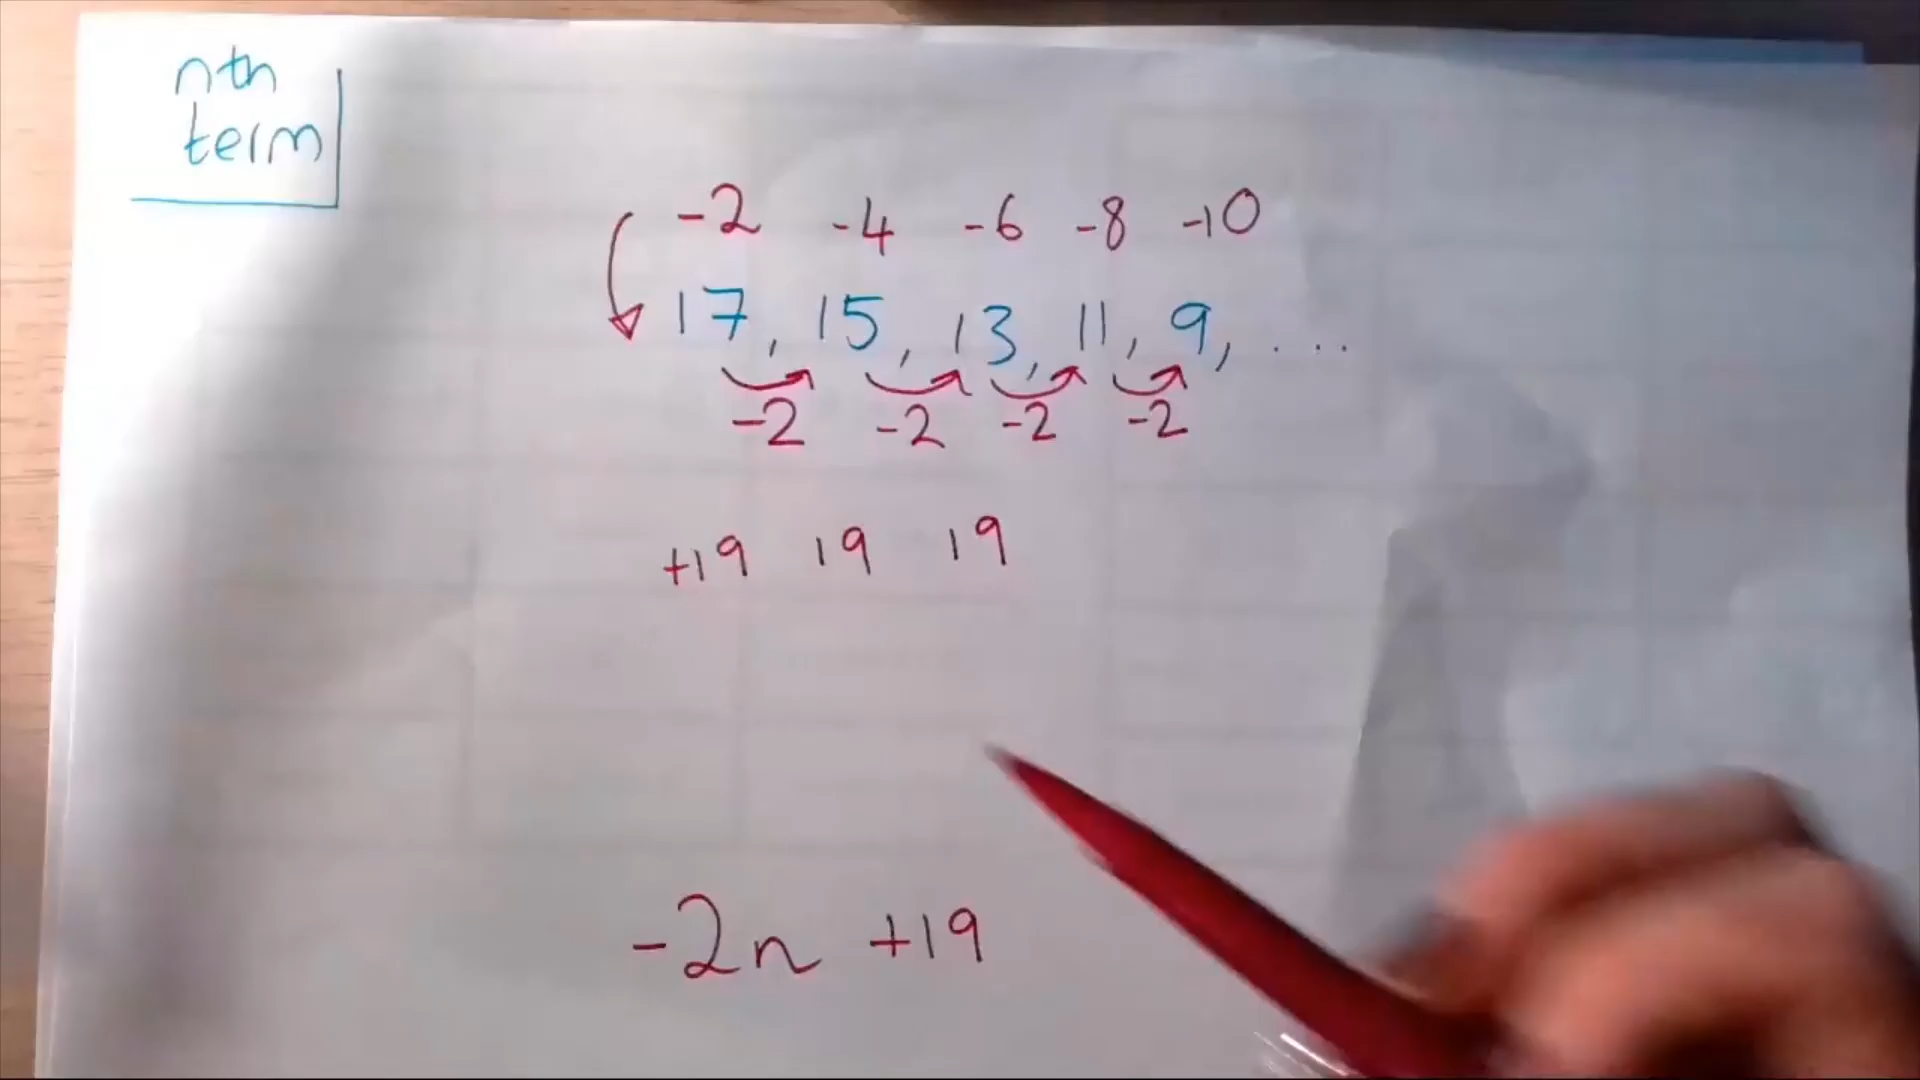 nth
term
-2 -4 -6 -8 -10
17, 15, 13, 11, 9, ...
-2 -2 -2 -2
+19 19 19
-2n +19